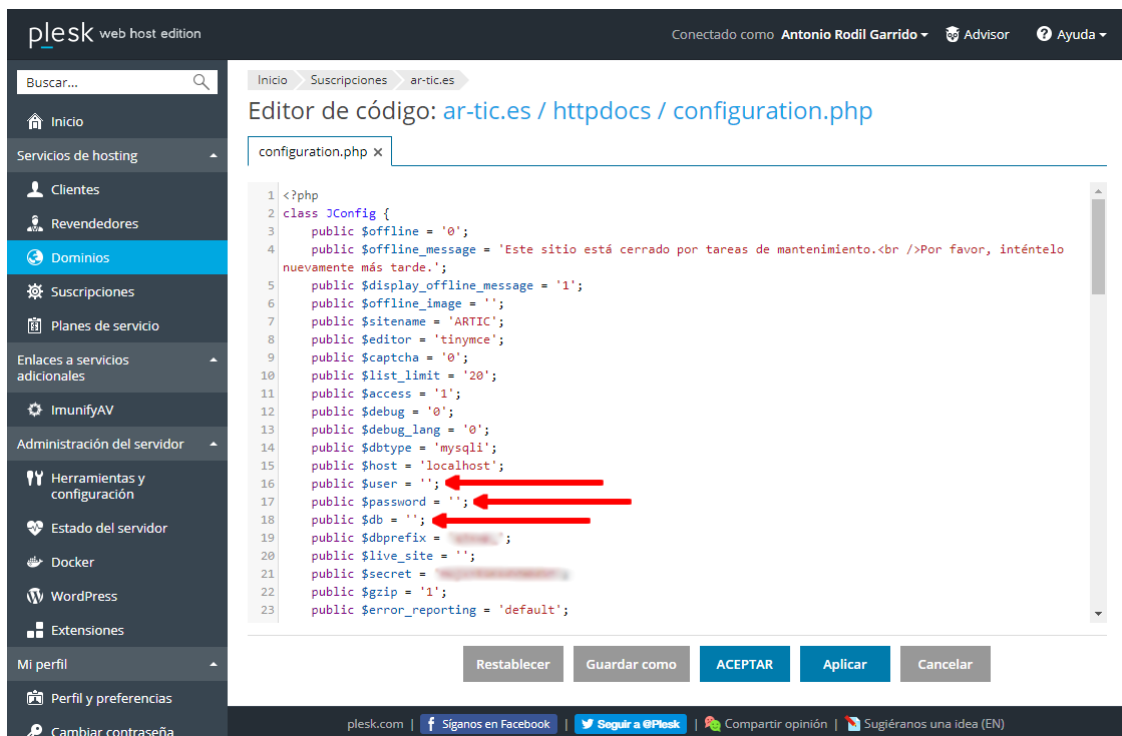 plesk web host edition
Conectado como Antonio Rodil Garrido
Advisor
Ayuda
Buscar...
Inicio
Servicios de hosting
Clientes
Revendedores
Dominios
Suscripciones
Planes de servicio
Enlaces a servicios
adicionales
ImunifyAV
Administración del servidor
Herramientas y
configuración
Estado del servidor
Docker
WordPress
Extensiones
Mi perfil
Perfil y preferencias
Cambiar contraseña
Inicio Suscripciones ar-tic.es
Editor de código: ar-tic.es / httpdocs / configuration.php
configuration.php ×
1 <?php
2 class JConfig {
3 public $offline = '0';
4 public $offline_message = 'Este sitio está cerrado por tareas de mantenimiento.<br />Por favor, inténtelo
nuevamente más tarde.';
5 public $display_offline_message = '1';
6 public $offline_image = '';
7 public $sitename = 'ARTIC';
8 public $editor = 'tinymce';
9 public $captcha = '0';
10 public $list_limit = '20';
11 public $access = '1';
12 public $debug = '0';
13 public $debug_lang = '0';
14 public $dbtype = 'mysqli';
15 public $host = 'localhost';
16 public $user = '';
17 public $password = '';
18 public $db = '';
19 public $dbprefix = ';
20 public $live_site = '';
21 public $secret =
22 public $gzip = '1';
23 public $error_reporting = 'default';
Restablecer
Guardar como
ACEPTAR
Aplicar
Cancelar
plesk.com | Síganos en Facebook | Seguir a @Plesk | Compartir opinión | Sugiéranos una idea (EN)